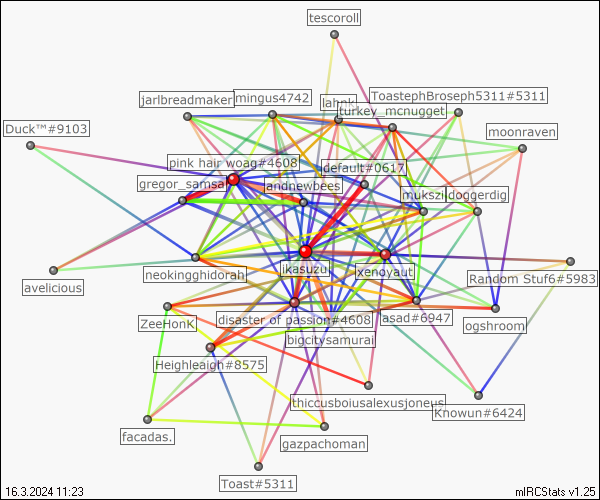 tescoroll
ToastephBroseph5311#5311
jarlbreadmaker
mingus4742
lahnk
turkey_mcnugget
Duck™#9103
moonraven
pink hair woag#4608
default#0617
gregor_samsa
andnewbees
mukszi
doggerdig
neokingghidorah
ikasuzu
xenoyaut
Random Stuf6#5983
avelicious
ZeeHonK
disaster of passion#4608
asad#6947
ogshroom
bigcitysamurai
Heighleaigh#8575
thiccusboiusalexusjoneus
Knowun#6424
facadas.
gazpachoman
Toast#5311
16.3.2024 11:23
mIRCStats v1.25